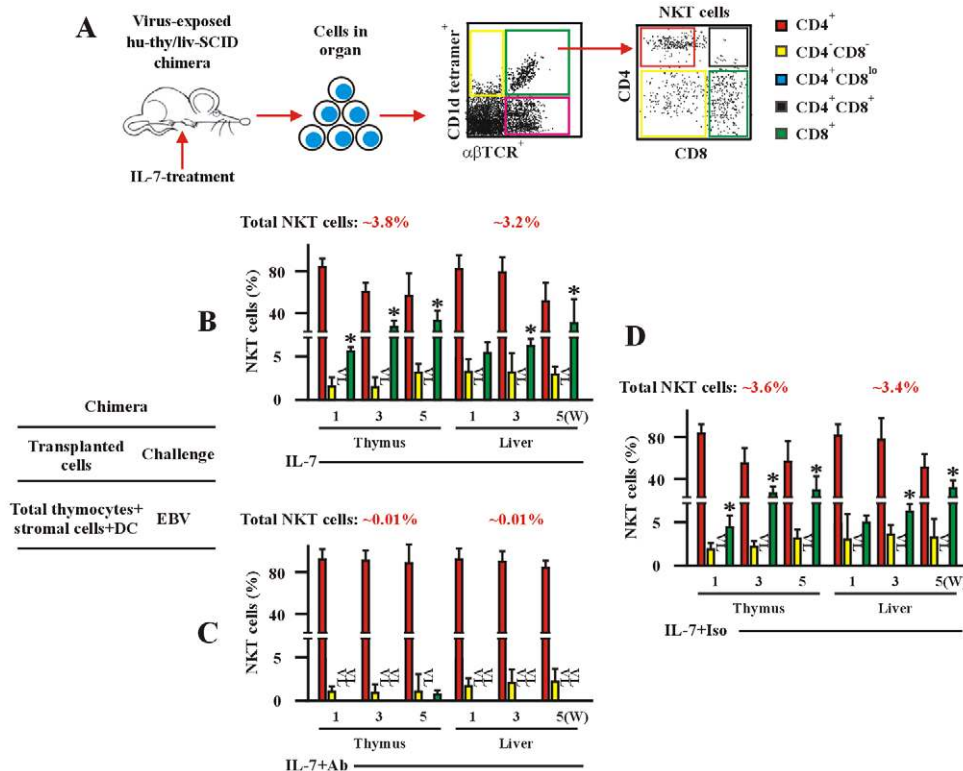 A
Virus-exposed
hu-thy/liv-SCID
chimera
IL-7-treatment
Cells in
organ
CD1d tetramer+
αβTCR+
NKT cells
CD4
CD8
CD4+
CD4-CD8-
CD4+CD8lo
CD4+CD8+
CD8+
B
Total NKT cells: ~3.8% ~3.2%
NKT cells (%)
80
40
5
0
* * * * *
1 3 5 1 3 5(W)
Thymus Liver
IL-7
Chimera
Transplanted
cells
Challenge
Total thymocytes+
stromal cells+DC
EBV
C
Total NKT cells: ~0.01% ~0.01%
NKT cells (%)
80
40
5
0
1 3 5 1 3 5(W)
Thymus Liver
IL-7+Ab
D
Total NKT cells: ~3.6% ~3.4%
NKT cells (%)
80
40
5
0
* * * * *
1 3 5 1 3 5(W)
Thymus Liver
IL-7+Iso